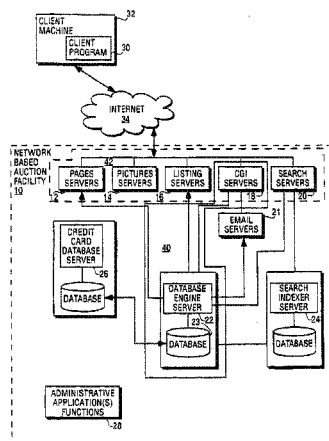 32
CLIENT
MACHINE
30
CLIENT
PROGRAM
INTERNET
34
NETWORK
BASED
AUCTION
FACILITY
10
42
PAGES
SERVERS
12
PICTURES
SERVERS
14
LISTING
SERVERS
16
CGI
SERVERS
18
SEARCH
SERVERS
20
21
EMAIL
SERVERS
CREDIT
CARD
DATABASE
SERVER
26
DATABASE
40
DATABASE
ENGINE
SERVER
22
23
DATABASE
SEARCH
INDEXER
SERVER
24
DATABASE
ADMINISTRATIVE
APPLICATION(S)
FUNCTIONS
28